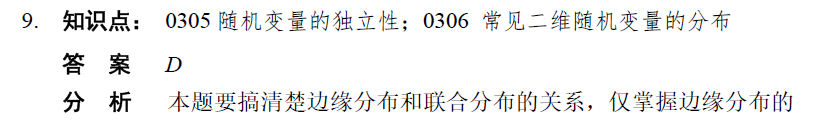 9. 知识点： 0305 随机变量的独立性；0306 常见二维随机变量的分布
答 案 D
分 析 本题要搞清楚边缘分布和联合分布的关系，仅掌握边缘分布的